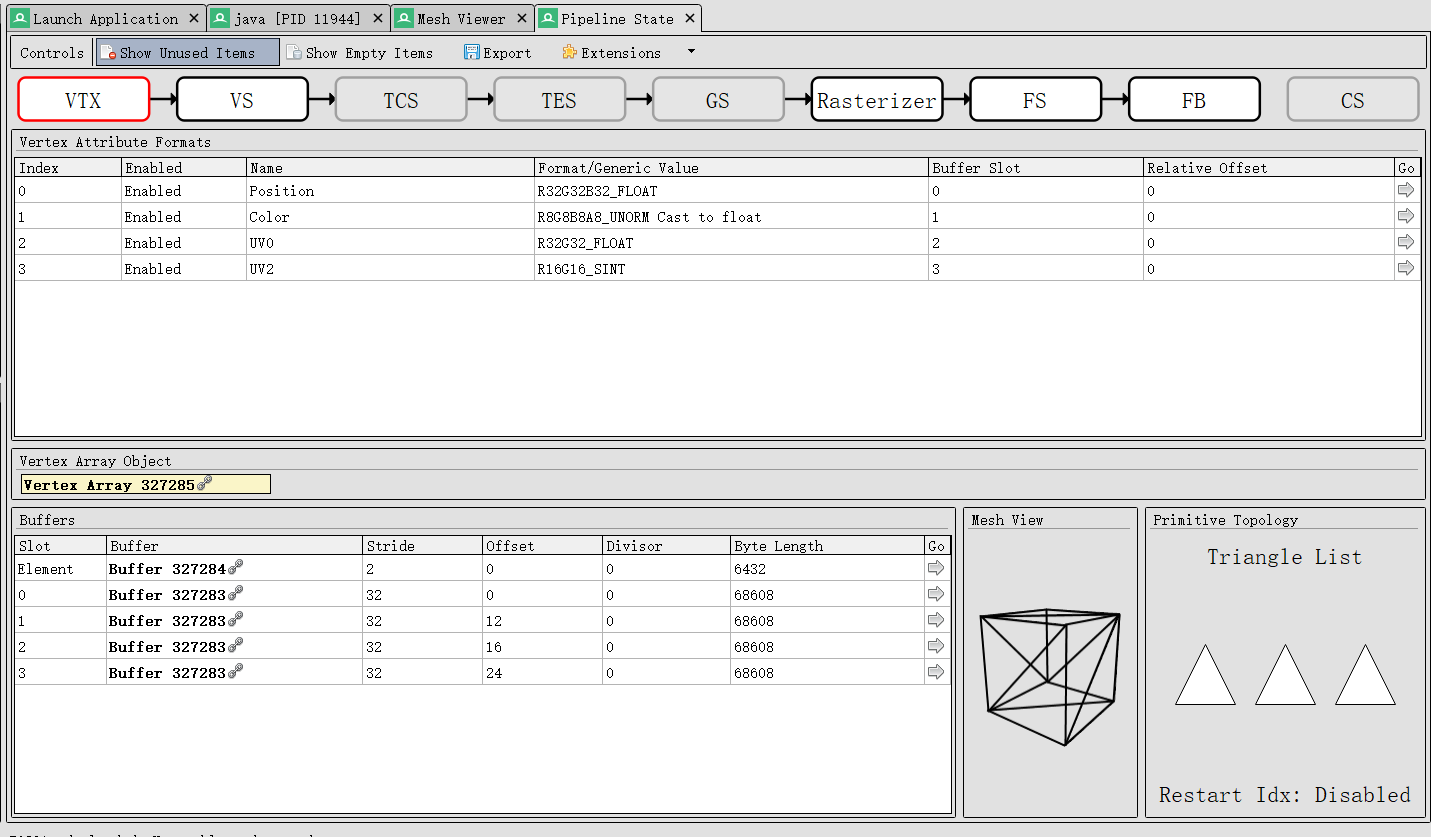 Launch Application × java [PID 11944] × Mesh Viewer × Pipeline State ×
Controls Show Unused Items Show Empty Items Export Extensions
VTX VS TCS TES GS Rasterizer FS FB CS
Vertex Attribute Formats
Index Enabled Name Format/Generic Value Buffer Slot Relative Offset Go
0 Enabled Position R32G32B32_FLOAT 0 0
1 Enabled Color R8G8B8A8_UNORM Cast to float 1 0
2 Enabled UV0 R32G32_FLOAT 2 0
3 Enabled UV2 R16G16_SINT 3 0
Vertex Array Object
Vertex Array 327285
Buffers
Slot Buffer Stride Offset Divisor Byte Length Go
Element Buffer 327284 2 0 0 6432
0 Buffer 327283 32 0 0 68608
1 Buffer 327283 32 12 0 68608
2 Buffer 327283 32 16 0 68608
3 Buffer 327283 32 24 0 68608
Mesh View
Primitive Topology
Triangle List
Restart Idx: Disabled